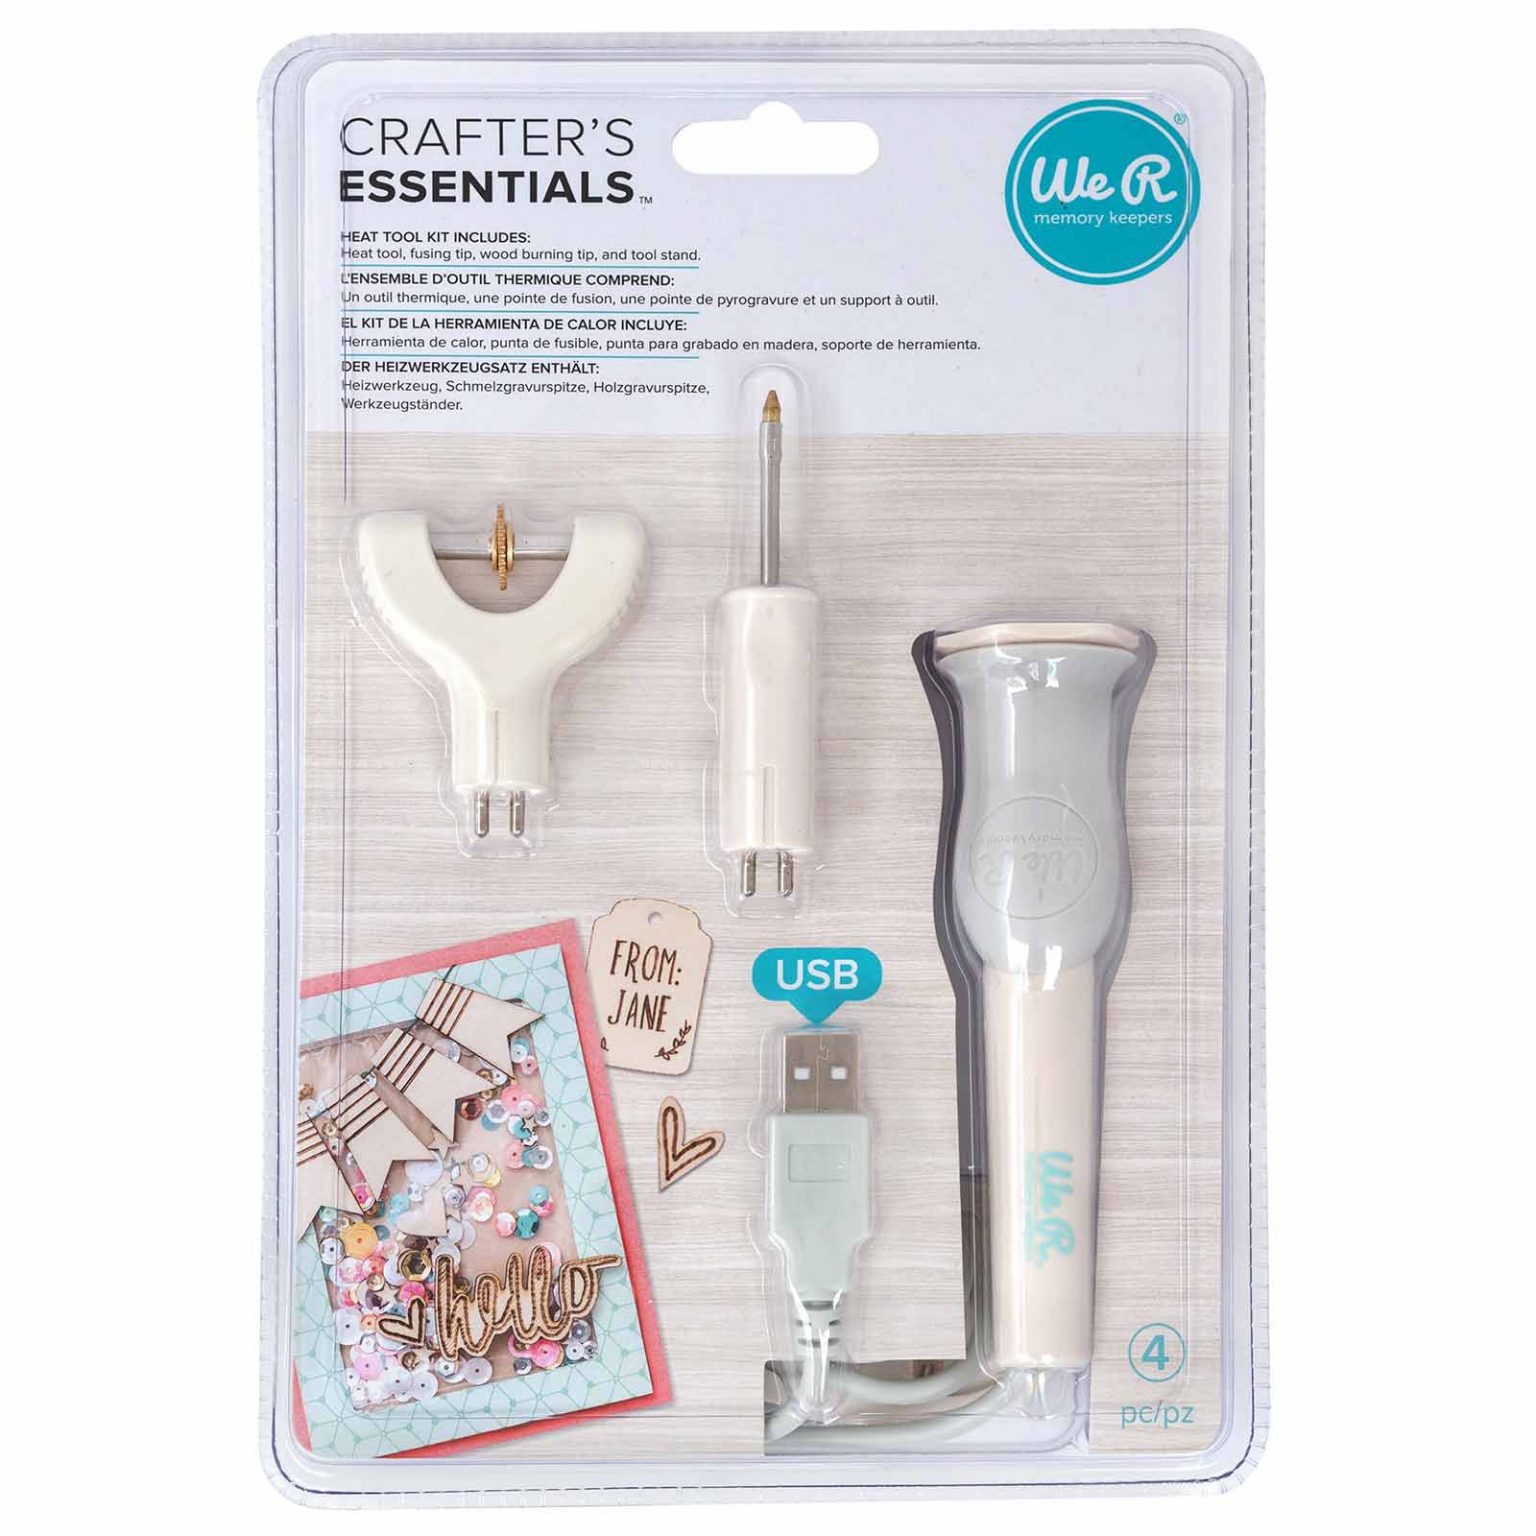 CRAFTER'S
ESSENTIALS™
We R®
memory keepers
HEAT TOOL KIT INCLUDES:
Heat tool, fusing tip, wood burning tip, and tool stand.
L'ENSEMBLE D'OUTIL THERMIQUE COMPREND:
Un outil thermique, une pointe de fusion, une pointe de pyrogravure et un support à outil.
EL KIT DE LA HERRAMIENTA DE CALOR INCLUYE:
Herramienta de calor, punta de fusible, punta para grabado en madera, soporte de herramienta.
DER HEIZWERKZEUGSATZ ENTHÄLT:
Heizwerkzeug, Schmelzgravurspitze, Holzgravurspitze,
Werkzeugständer.
We R
memory keepers
FROM:
JANE
USB
We R
hello
4
pc/pz